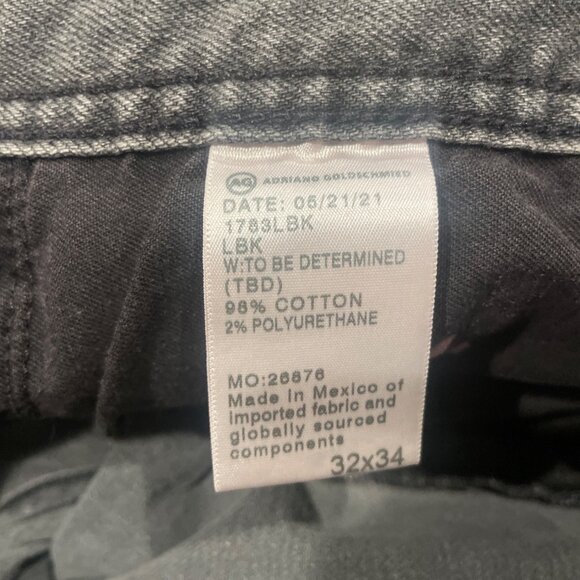 AG ADRIANO GOLDSCHMIED
DATE: 05/21/21
1783LBK
LBK
W:TO BE DETERMINED
(TBD)
98% COTTON
2% POLYURETHANE
MO:26876
Made in Mexico of
imported fabric and
globally sourced
components
32x34